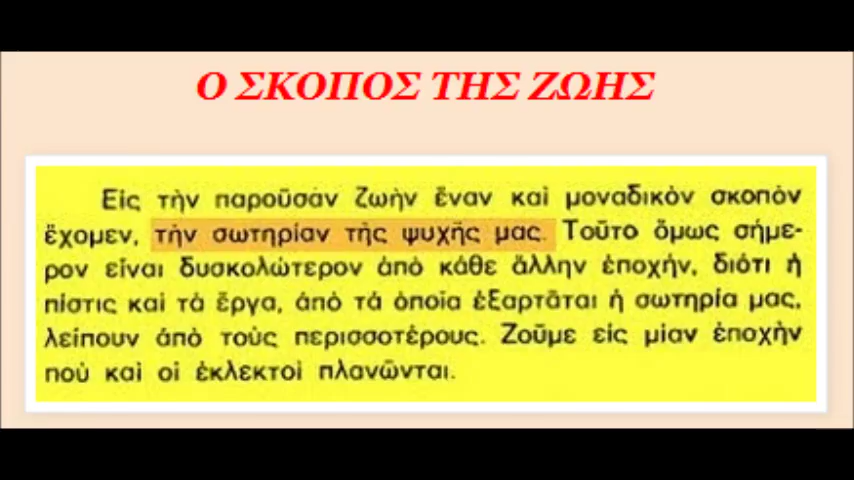 Ο ΣΚΟΠΟΣ ΤΗΣ ΖΩΗΣ
Εἰς τὴν παροῦσαν ζωὴν ἕναν καὶ μοναδικὸν σκοπὸν
ἔχομεν, τὴν σωτηρίαν τῆς ψυχῆς μας. Τοῦτο ὅμως σήμε-
ρον εἶναι δυσκολώτερον ἀπὸ κάθε ἄλλην ἐποχήν, διότι ἡ
πίστις καὶ τὰ ἔργα, ἀπὸ τὰ ὁποῖα ἐξαρτᾶται ἡ σωτηρία μας,
λείπουν ἀπὸ τοὺς περισσοτέρους. Ζοῦμε εἰς μίαν ἐποχὴν
ποὺ καὶ οἱ ἐκλεκτοὶ πλανῶνται.